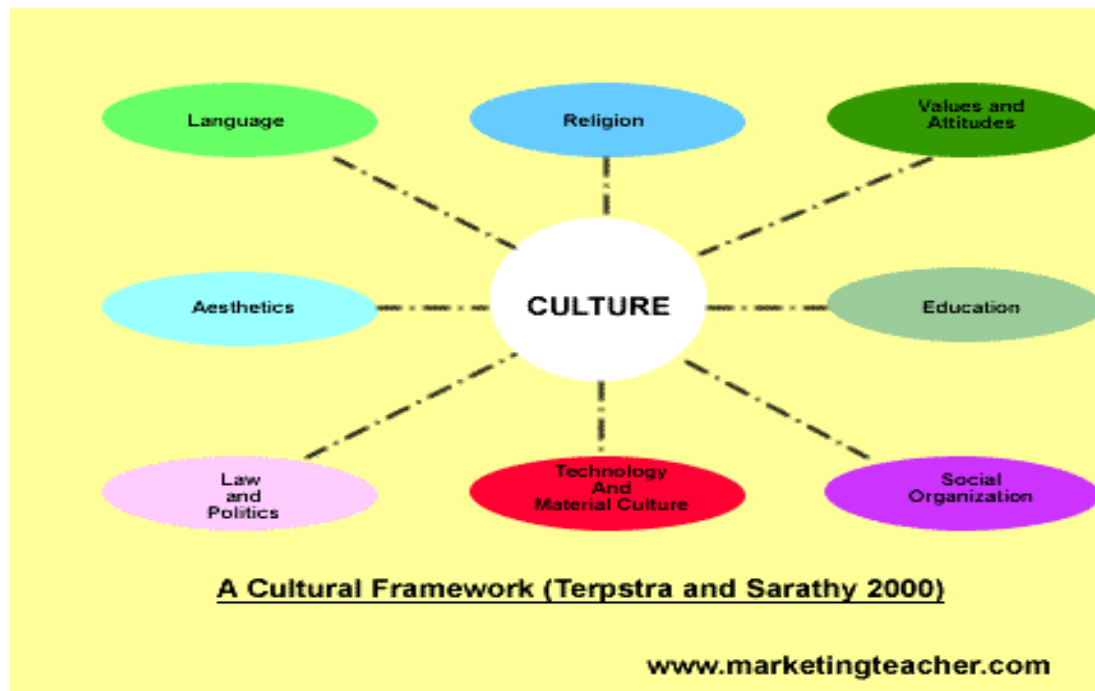 Language
Religion
Values and
Attitudes
Aesthetics
CULTURE
Education
Law
and
Politics
Technology
And
Material Culture
Social
Organization
A Cultural Framework (Terpstra and Sarathy 2000)
www.marketingteacher.com